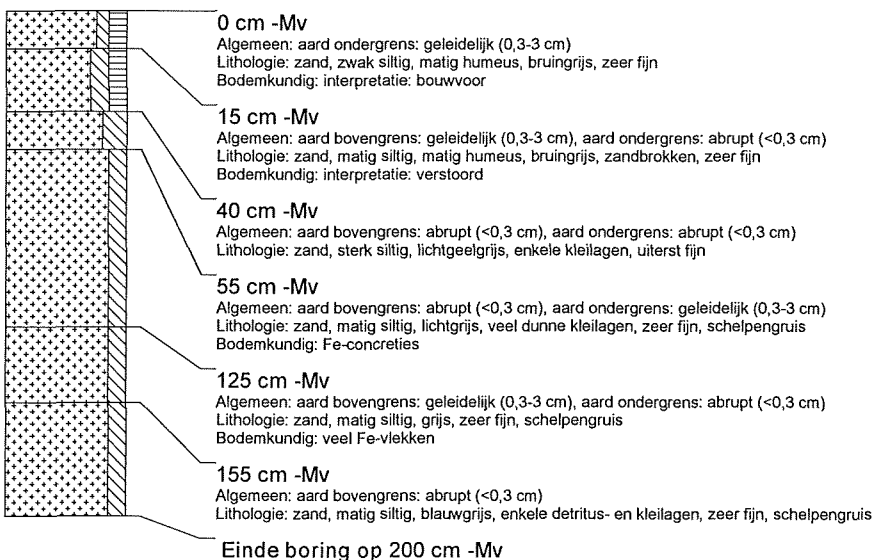 0 cm -Mv
Algemeen: aard ondergrens: geleidelijk (0,3-3 cm)
Lithologie: zand, zwak siltig, matig humeus, bruingrijs, zeer fijn
Bodemkundig: interpretatie: bouwvoor
15 cm -Mv
Algemeen: aard bovengrens: geleidelijk (0,3-3 cm), aard ondergrens: abrupt (<0,3 cm)
Lithologie: zand, matig siltig, matig humeus, bruingrijs, zandbrokken, zeer fijn
Bodemkundig: interpretatie: verstoord
40 cm -Mv
Algemeen: aard bovengrens: abrupt (<0,3 cm), aard ondergrens: abrupt (<0,3 cm)
Lithologie: zand, sterk siltig, lichtgeelgrijs, enkele kleilagen, uiterst fijn
55 cm -Mv
Algemeen: aard bovengrens: abrupt (<0,3 cm), aard ondergrens: geleidelijk (0,3-3 cm)
Lithologie: zand, matig siltig, lichtgrijs, veel dunne kleilagen, zeer fijn, schelpengruis
Bodemkundig: Fe-concreties
125 cm -Mv
Algemeen: aard bovengrens: geleidelijk (0,3-3 cm), aard ondergrens: abrupt (<0,3 cm)
Lithologie: zand, matig siltig, grijs, zeer fijn, schelpengruis
Bodemkundig: veel Fe-vlekken
155 cm -Mv
Algemeen: aard bovengrens: abrupt (<0,3 cm)
Lithologie: zand, matig siltig, blauwgrijs, enkele detritus- en kleilagen, zeer fijn, schelpengruis
Einde boring op 200 cm -Mv